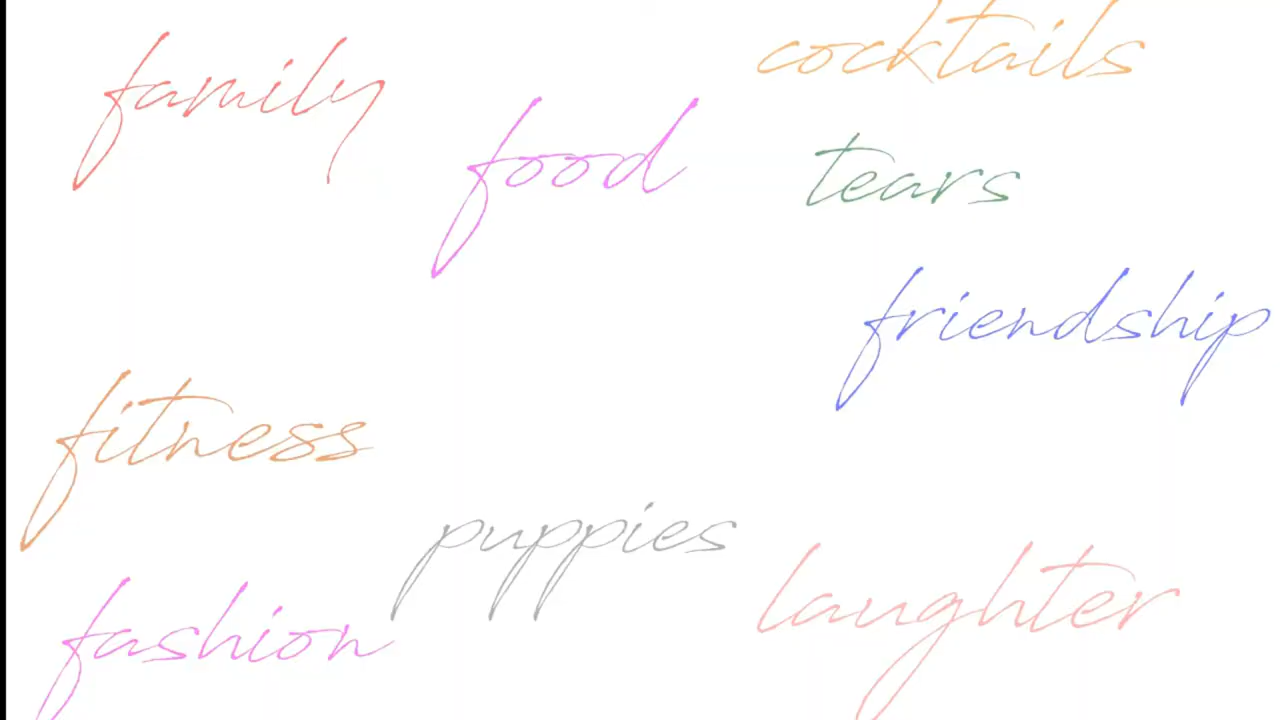 cocktails
family
food
tears
friendship
fitness
puppies
laughter
fashion